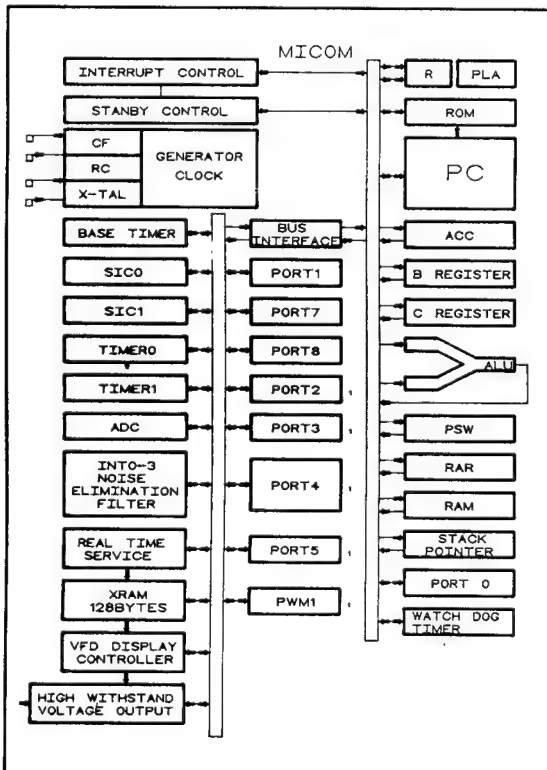 MICOM
INTERRUPT CONTROL
STANBY CONTROL
CF
RC
X-TAL
GENERATOR
CLOCK
BASE TIMER
SIC0
SIC1
TIMER0
TIMER1
ADC
INTO-3
NOISE
ELIMINATION
FILTER
REAL TIME
SERVICE
XRAM
128BYTES
VFD DISPLAY
CONTROLLER
HIGH WITHSTAND
VOLTAGE OUTPUT
BUS
INTERFACE
PORT1
PORT7
PORT8
PORT2
PORT3
PORT4
PORT5
PWM1
R
PLA
ROM
PC
ACC
B REGISTER
C REGISTER
ALU
PSW
RAR
RAM
STACK
POINTER
PORT 0
WATCH DOG
TIMER